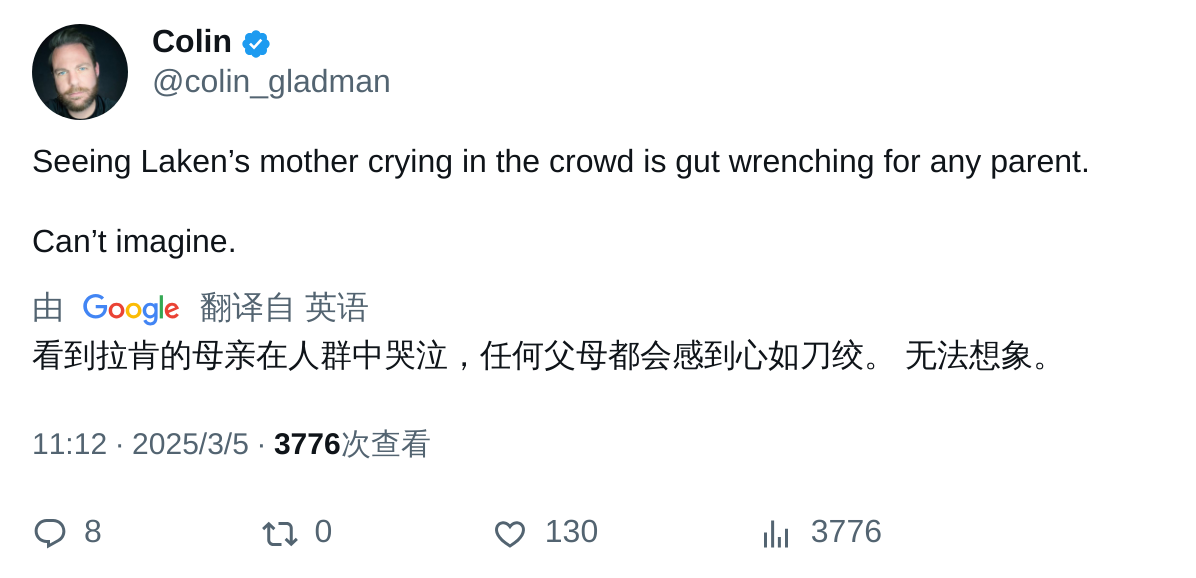 Colin
@colin_gladman
Seeing Laken’s mother crying in the crowd is gut wrenching for any parent.
Can’t imagine.
由 Google 翻译自 英语
看到拉肯的母亲在人群中哭泣，任何父母都会感到心如刀绞。 无法想象。
11:12 · 2025/3/5 · 3776次查看
8 0 130 3776